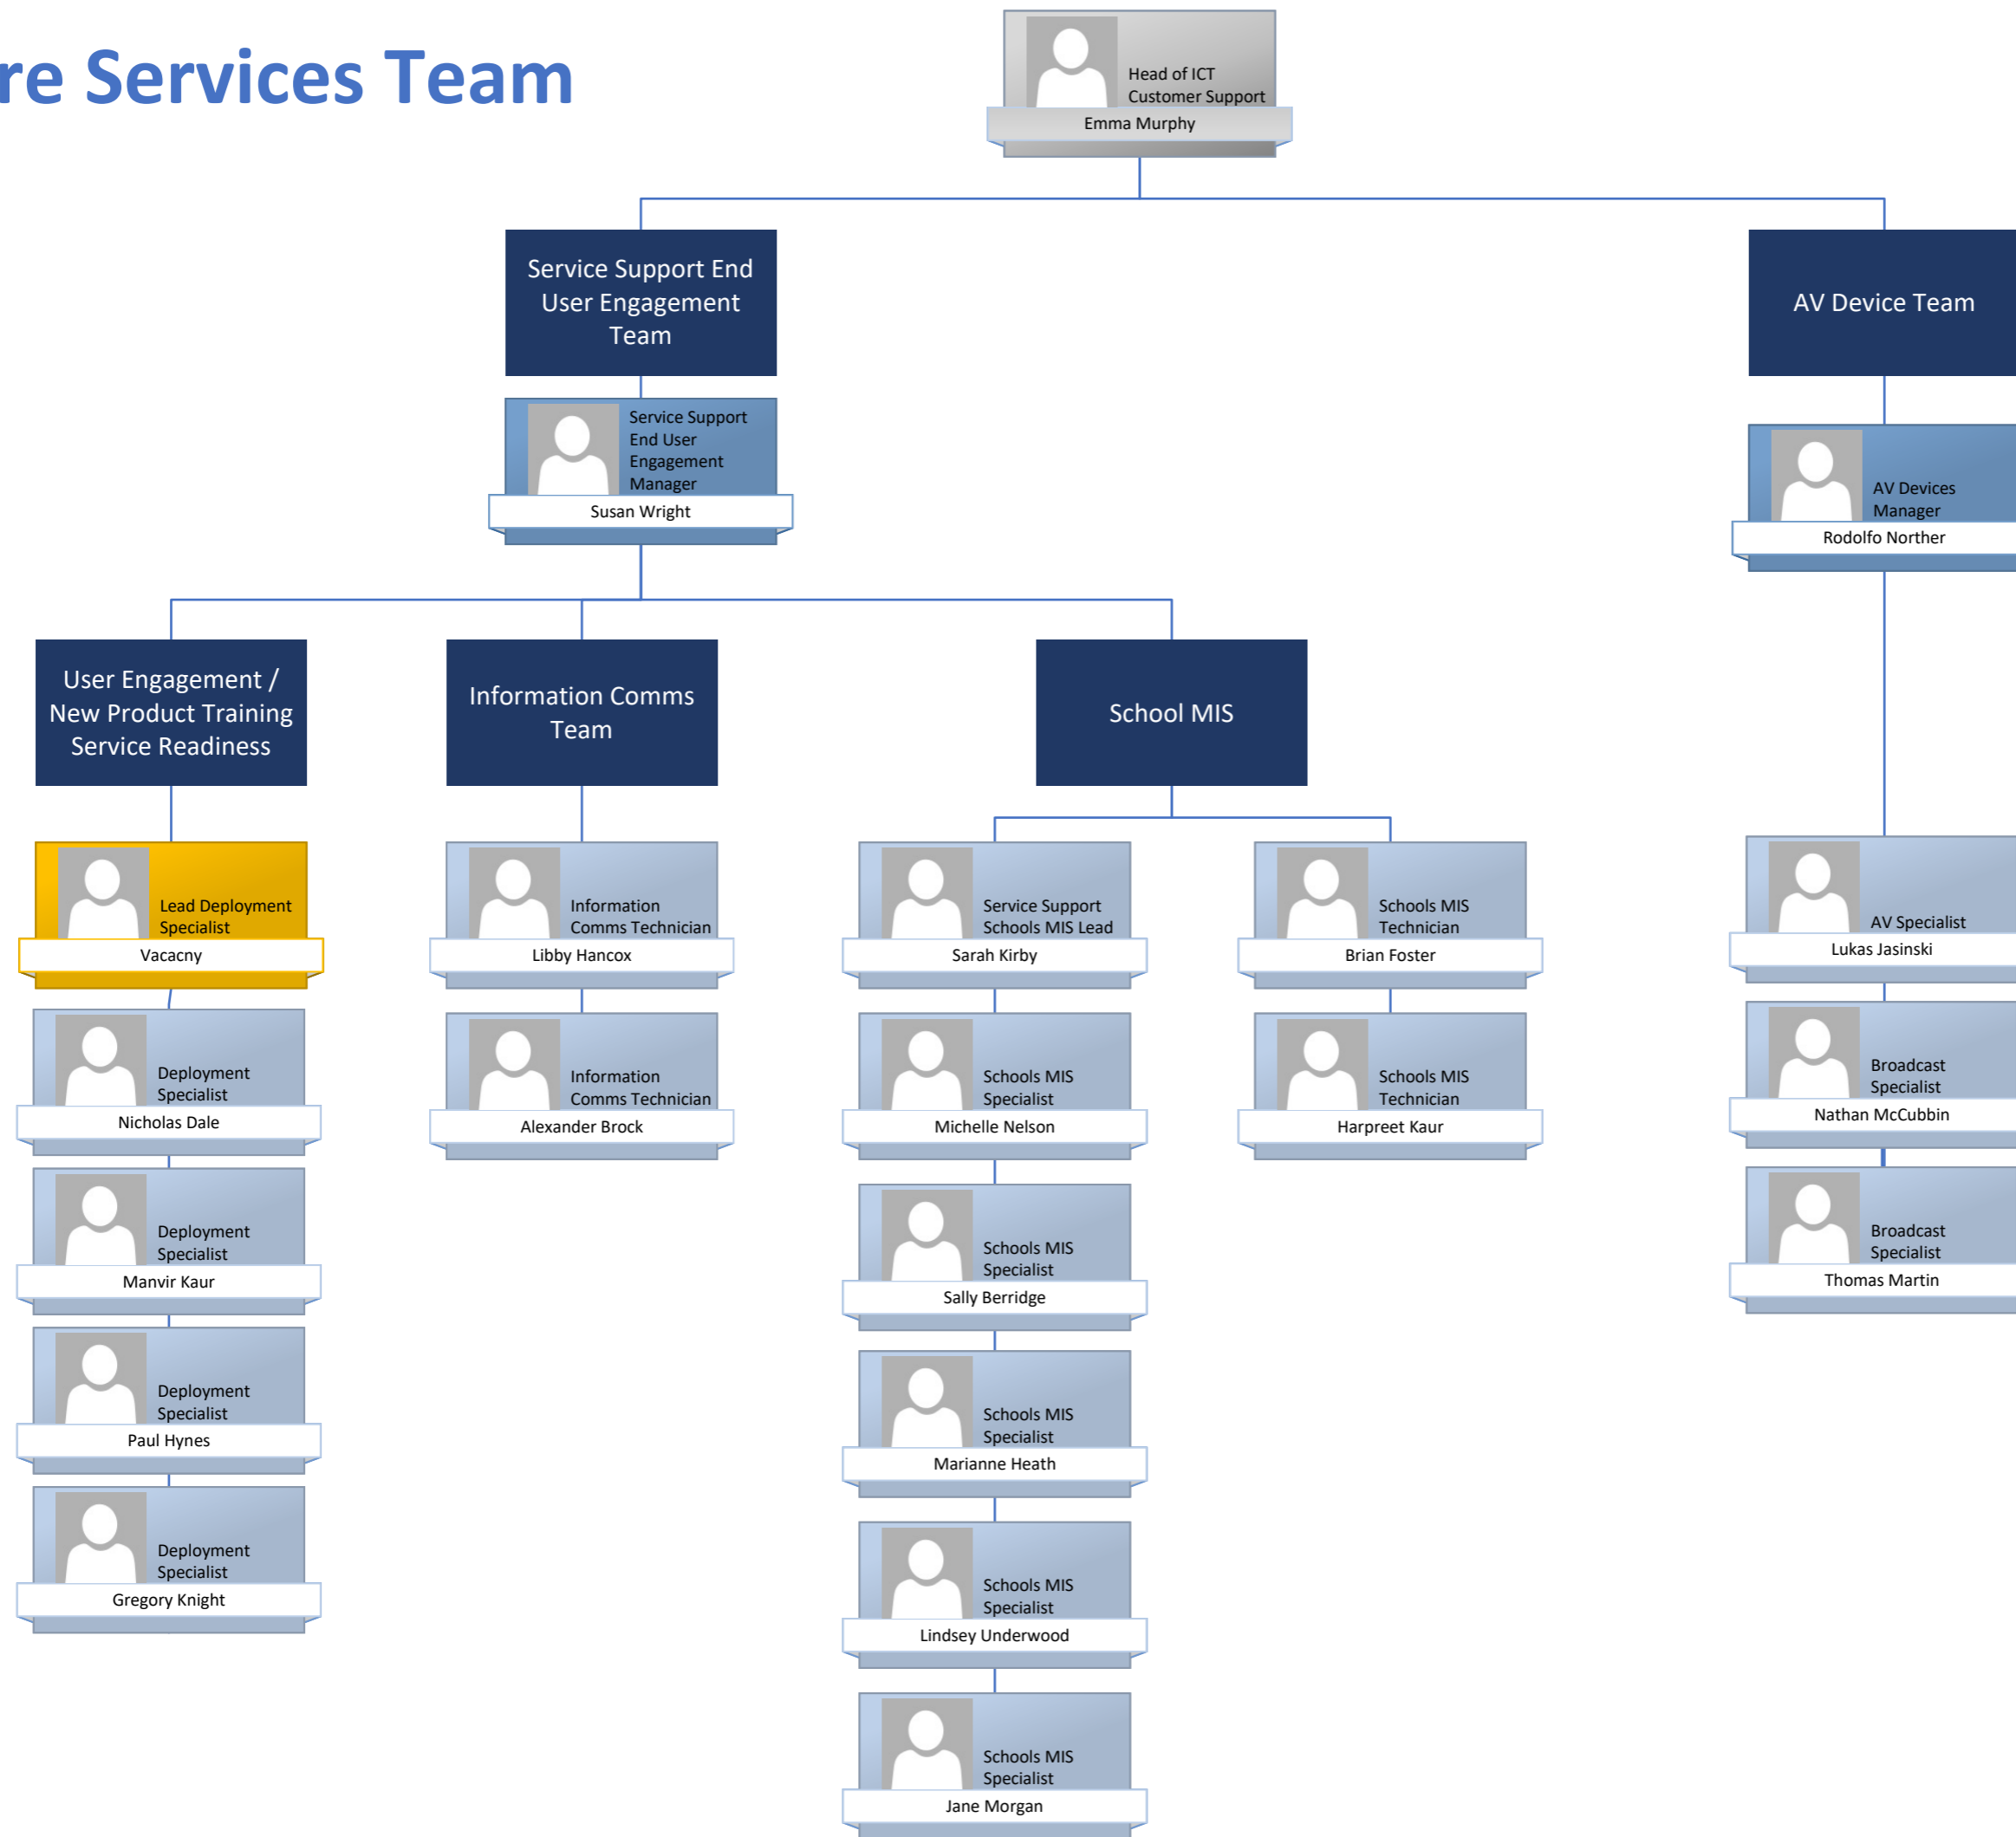 re Services Team
Head of ICT
Customer Support
Emma Murphy
Service Support End
User Engagement
Team
AV Device Team
Service Support
End User
Engagement
Manager
Susan Wright
AV Devices
Manager
Rodolfo Norther
User Engagement /
New Product Training
Service Readiness
Information Comms
Team
School MIS
Lead Deployment
Specialist
Vacacny
Deployment
Specialist
Nicholas Dale
Deployment
Specialist
Manvir Kaur
Deployment
Specialist
Paul Hynes
Deployment
Specialist
Gregory Knight
Information
Comms Technician
Libby Hancox
Information
Comms Technician
Alexander Brock
Service Support
Schools MIS Lead
Sarah Kirby
Schools MIS
Specialist
Michelle Nelson
Schools MIS
Specialist
Sally Berridge
Schools MIS
Specialist
Marianne Heath
Schools MIS
Specialist
Lindsey Underwood
Schools MIS
Specialist
Jane Morgan
Schools MIS
Technician
Brian Foster
Schools MIS
Technician
Harpreet Kaur
AV Specialist
Lukas Jasinski
Broadcast
Specialist
Nathan McCubbin
Broadcast
Specialist
Thomas Martin